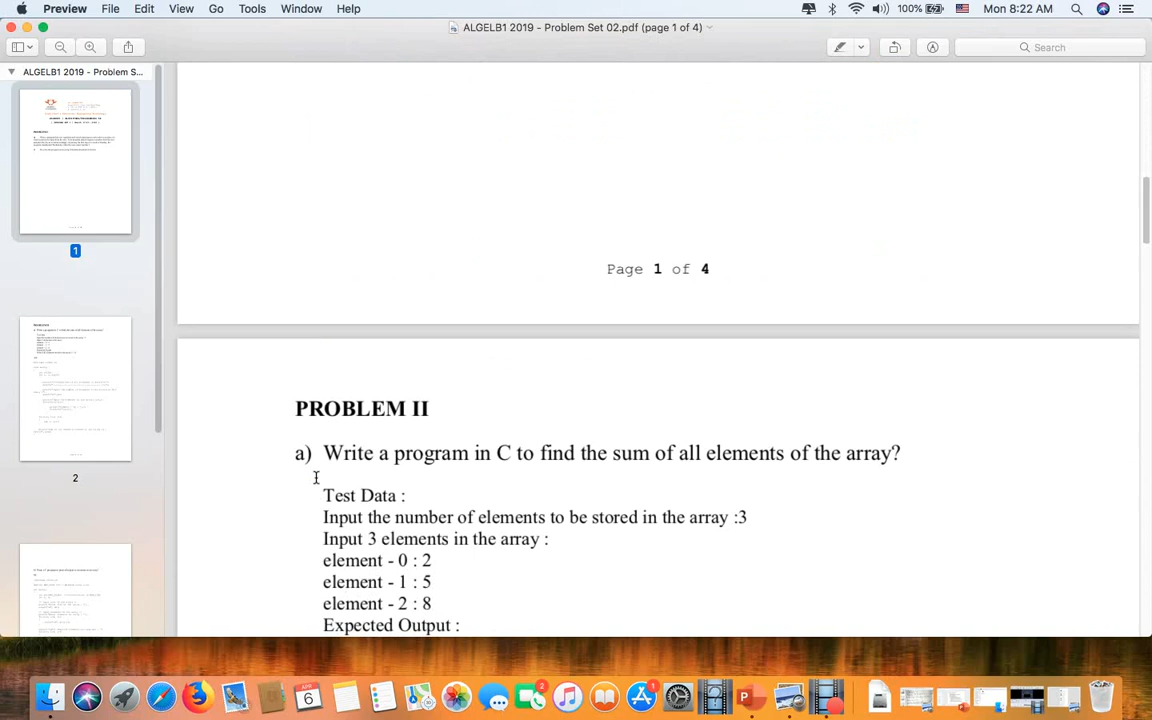 Preview File Edit View Go Tools Window Help 100% Mon 8:22 AM
ALGELB1 2019 - Problem Set 02.pdf (page 1 of 4)
Search
ALGELB1 2019 - Problem S...
1
2
Page 1 of 4
PROBLEM II
a) Write a program in C to find the sum of all elements of the array?
Test Data :
Input the number of elements to be stored in the array :3
Input 3 elements in the array :
element - 0 : 2
element - 1 : 5
element - 2 : 8
Expected Output :
APR
6
2
1